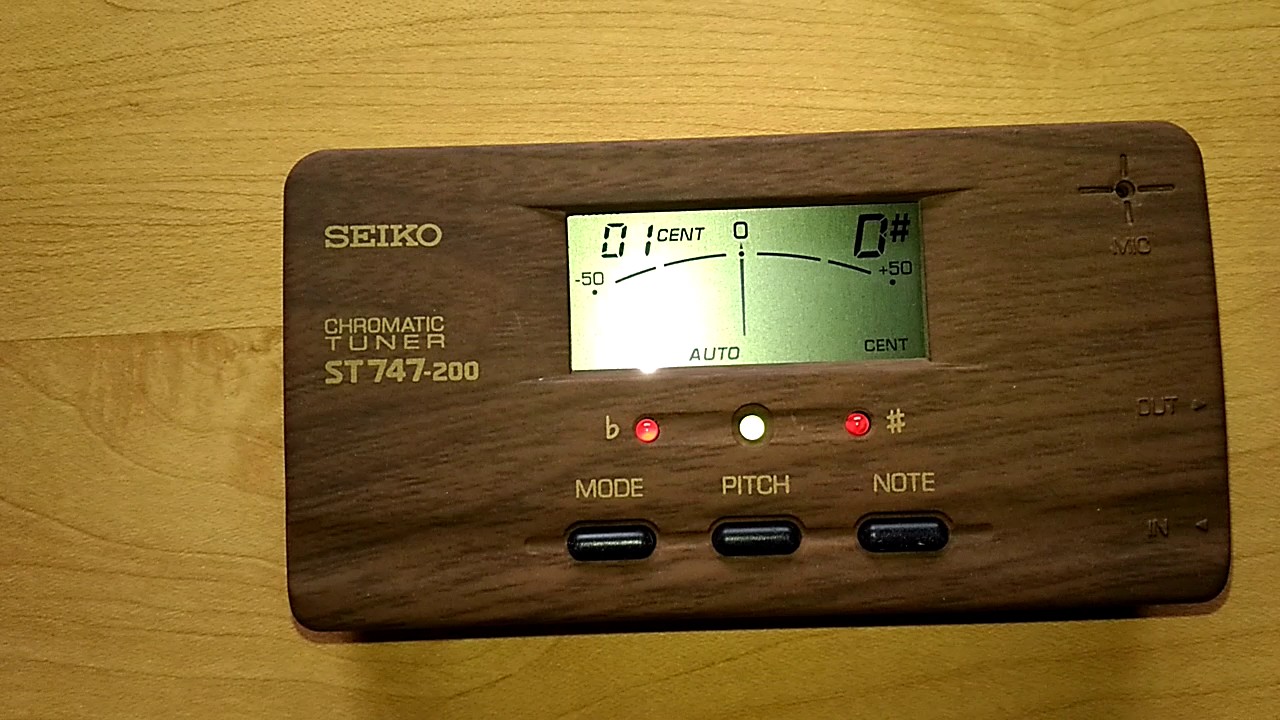 SEIKO
CHROMATIC
TUNER
ST747-200
01 CENT 0 D#
-50 +50
AUTO CENT
♭ #
MODE PITCH NOTE
MIC
OUT
IN